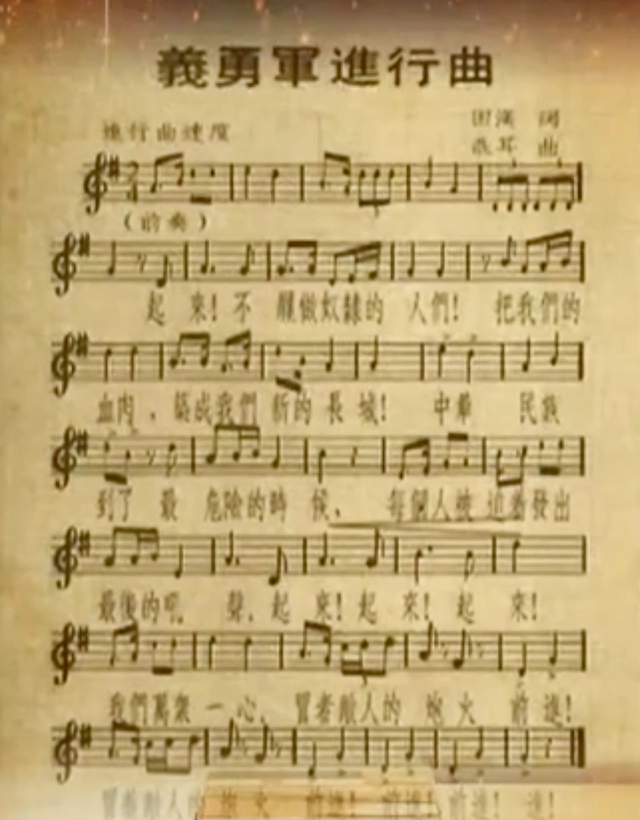 義勇軍進行曲
田漢 詞
進行曲速度
聶耳 曲
（前奏）
起 來！不 願做奴隸的 人們！ 把我們的
血肉，築成我們 新的 長 城！ 中華 民族
到了 最 危險的時 候， 每個人被 迫着發出
最後的吼 聲．起 來！起 來！ 起 來！
我們萬眾 一 心， 冒着敵人的 炮 火 前 進！
冒着敵人的 炮 火 前進！ 前進！ 前進！ 進！